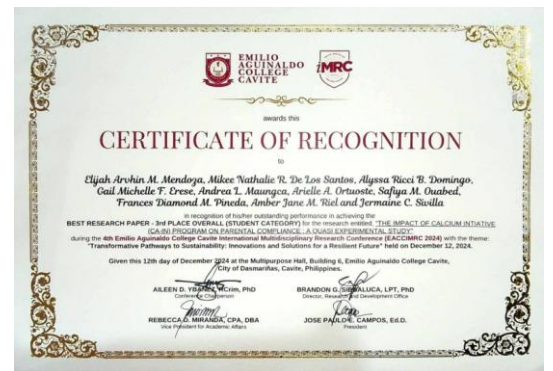 EMILIO
AGUINALDO
COLLEGE
CAVITE
iMRC
awards this
CERTIFICATE OF RECOGNITION
to
Elijah Arvhin M. Mendoza, Mikee Nathalie R. De Los Santos, Alyssa Ricci B. Domingo,
Gail Michelle F. Erese, Andrea L. Maungca, Arielle A. Ortuoste, Safiya M. Ouabed,
Frances Diamond M. Pineda, Amber Jane M. Riel and Jermaine C. Sivilla
in recognition of his/her outstanding performance in achieving the
BEST RESEARCH PAPER - 3rd PLACE OVERALL (STUDENT CATEGORY) for the research entitled, "THE IMPACT OF CALCIUM INTIATIVE
(CA-IN) PROGRAM ON PARENTAL COMPLIANCE : A QUASI EXPERIMENTAL STUDY"
during the 4th Emilio Aguinaldo College Cavite International Multidisciplinary Research Conference (EACCIMRC 2024) with the theme:
"Transformative Pathways to Sustainability: Innovations and Solutions for a Resilient Future" held on December 12, 2024.
Given this 12th day of December 2024 at the Multipurpose Hall, Building 6, Emilio Aguinaldo College Cavite,
City of Dasmariñas, Cavite, Philippines.
AILEEN D. YBAÑEZ, RCrim, PhD
Conference Chairperson
BRANDON G. SIBBALUCA, LPT, PhD
Director, Research and Development Office
REBECCA D. MIRANDA, CPA, DBA
Vice President for Academic Affairs
JOSE PAULO E. CAMPOS, Ed.D.
President